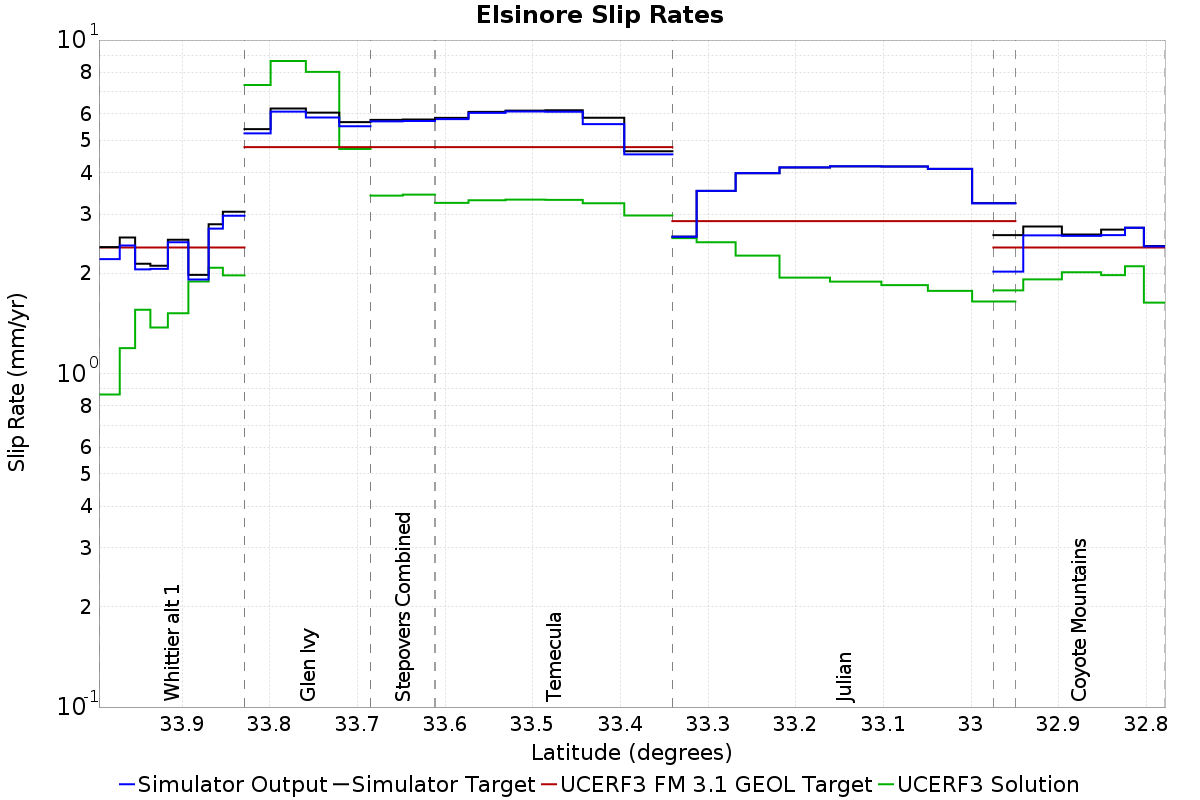 Elsinore Slip Rates
10^1
8
6
5
4
3
2
10^0
8
6
5
4
3
2
10^-1
Slip Rate (mm/yr)
Whittier alt 1
Glen Ivy
Stepovers Combined
Temecula
Julian
Coyote Mountains
33.9 33.8 33.7 33.6 33.5 33.4 33.3 33.2 33.1 33 32.9 32.8
Latitude (degrees)
Simulator Output Simulator Target UCERF3 FM 3.1 GEOL Target UCERF3 Solution